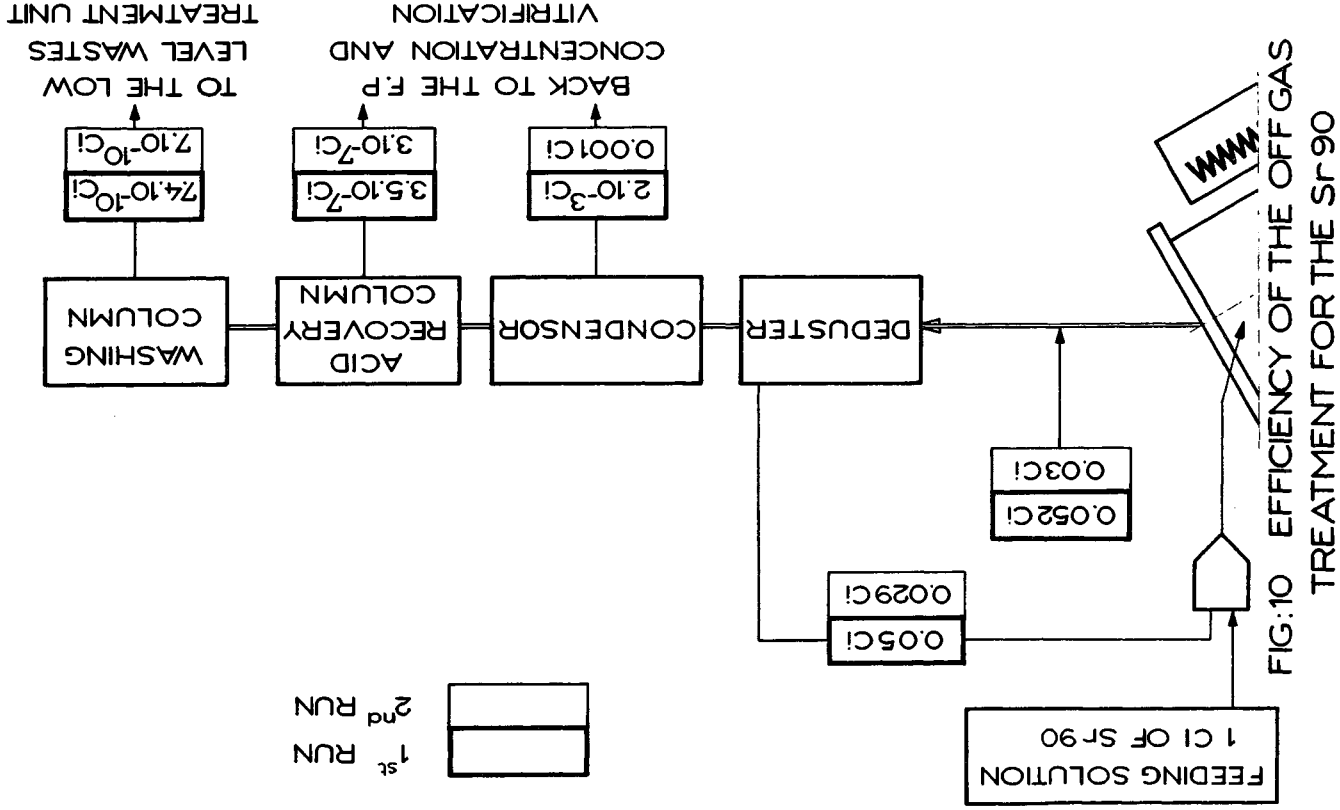 FEEDING SOLUTION
1 CI OF Sr 90
1st RUN
2nd RUN
0.05Ci
0.029Ci
0.052Ci
0.03Ci
DEDUSTER
CONDENSOR
ACID
RECOVERY
COLUMN
WASHING
COLUMN
2.10⁻³Ci
0.001Ci
3.5.10⁻⁷Ci
3.10⁻⁷Ci
7.4.10⁻¹⁰Ci
7.10⁻¹⁰Ci
BACK TO THE F.P
CONCENTRATION AND
VITRIFICATION
TO THE LOW
LEVEL WASTES
TREATMENT UNIT
FIG:10 EFFICIENCY OF THE OFF GAS
TREATMENT FOR THE Sr 90